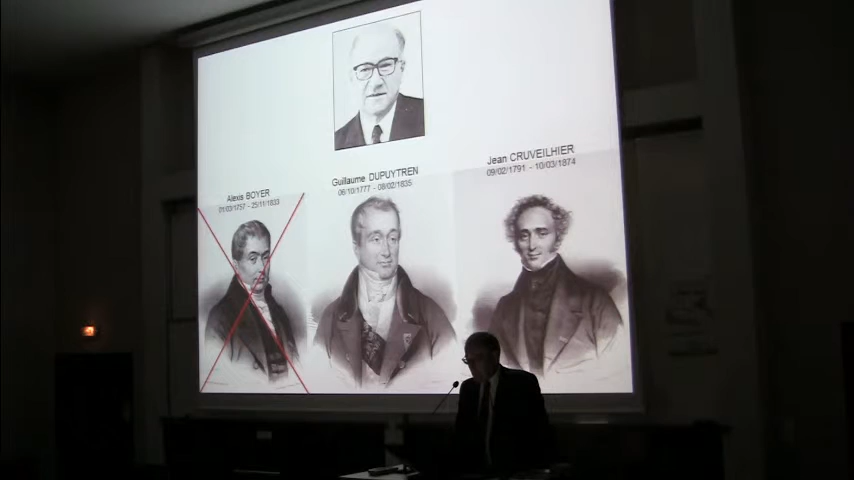 Alexis BOYER
01/03/1757 - 25/11/1833
Guillaume DUPUYTREN
06/10/1777 - 08/02/1835
Jean CRUVEILHIER
09/02/1791 - 10/03/1874